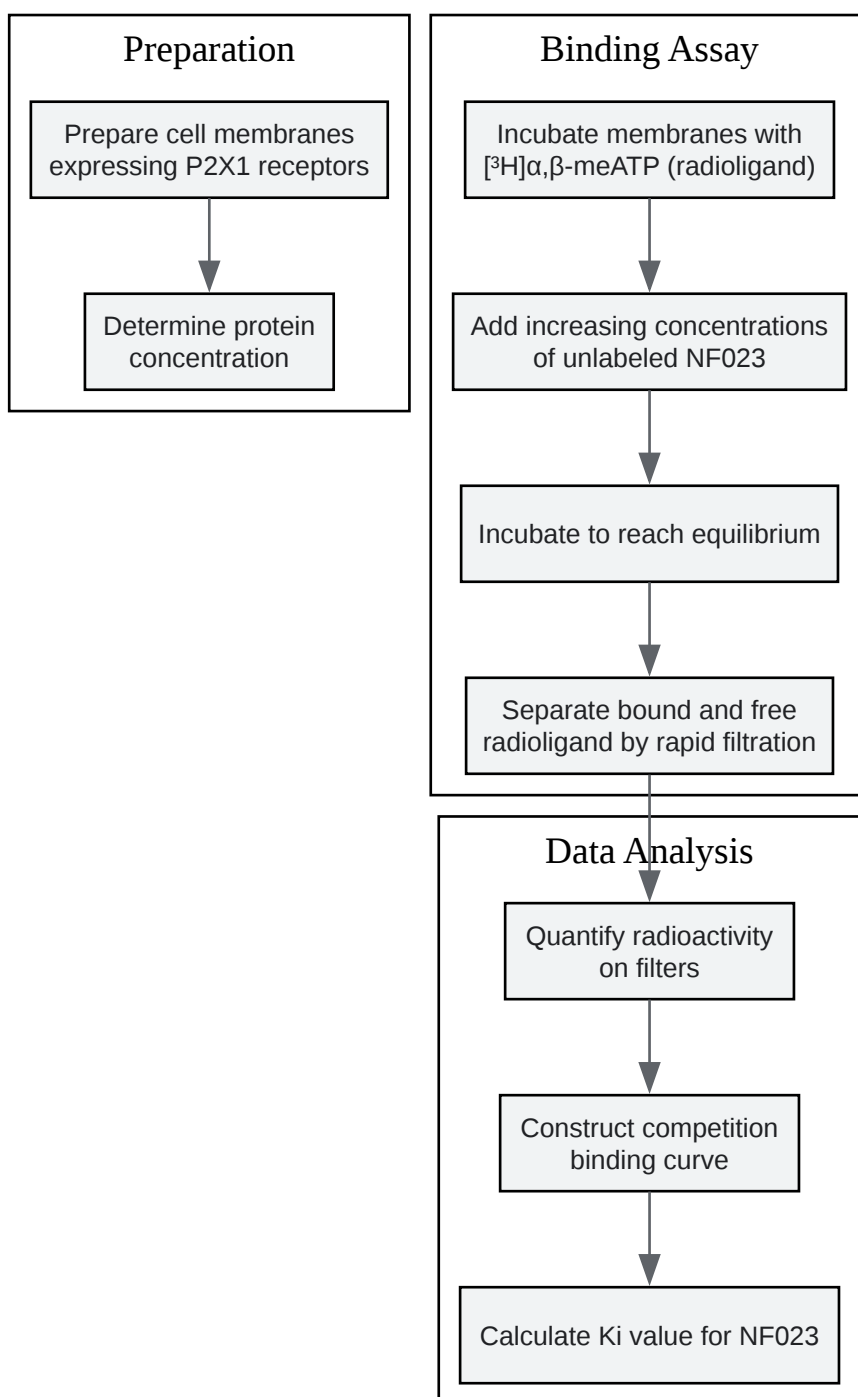 Preparation
Prepare cell membranes
expressing P2X1 receptors
Determine protein
concentration
Binding Assay
Incubate membranes with
[³H]α,β-meATP (radioligand)
Add increasing concentrations
of unlabeled NF023
Incubate to reach equilibrium
Separate bound and free
radioligand by rapid filtration
Data Analysis
Quantify radioactivity
on filters
Construct competition
binding curve
Calculate Ki value for NF023